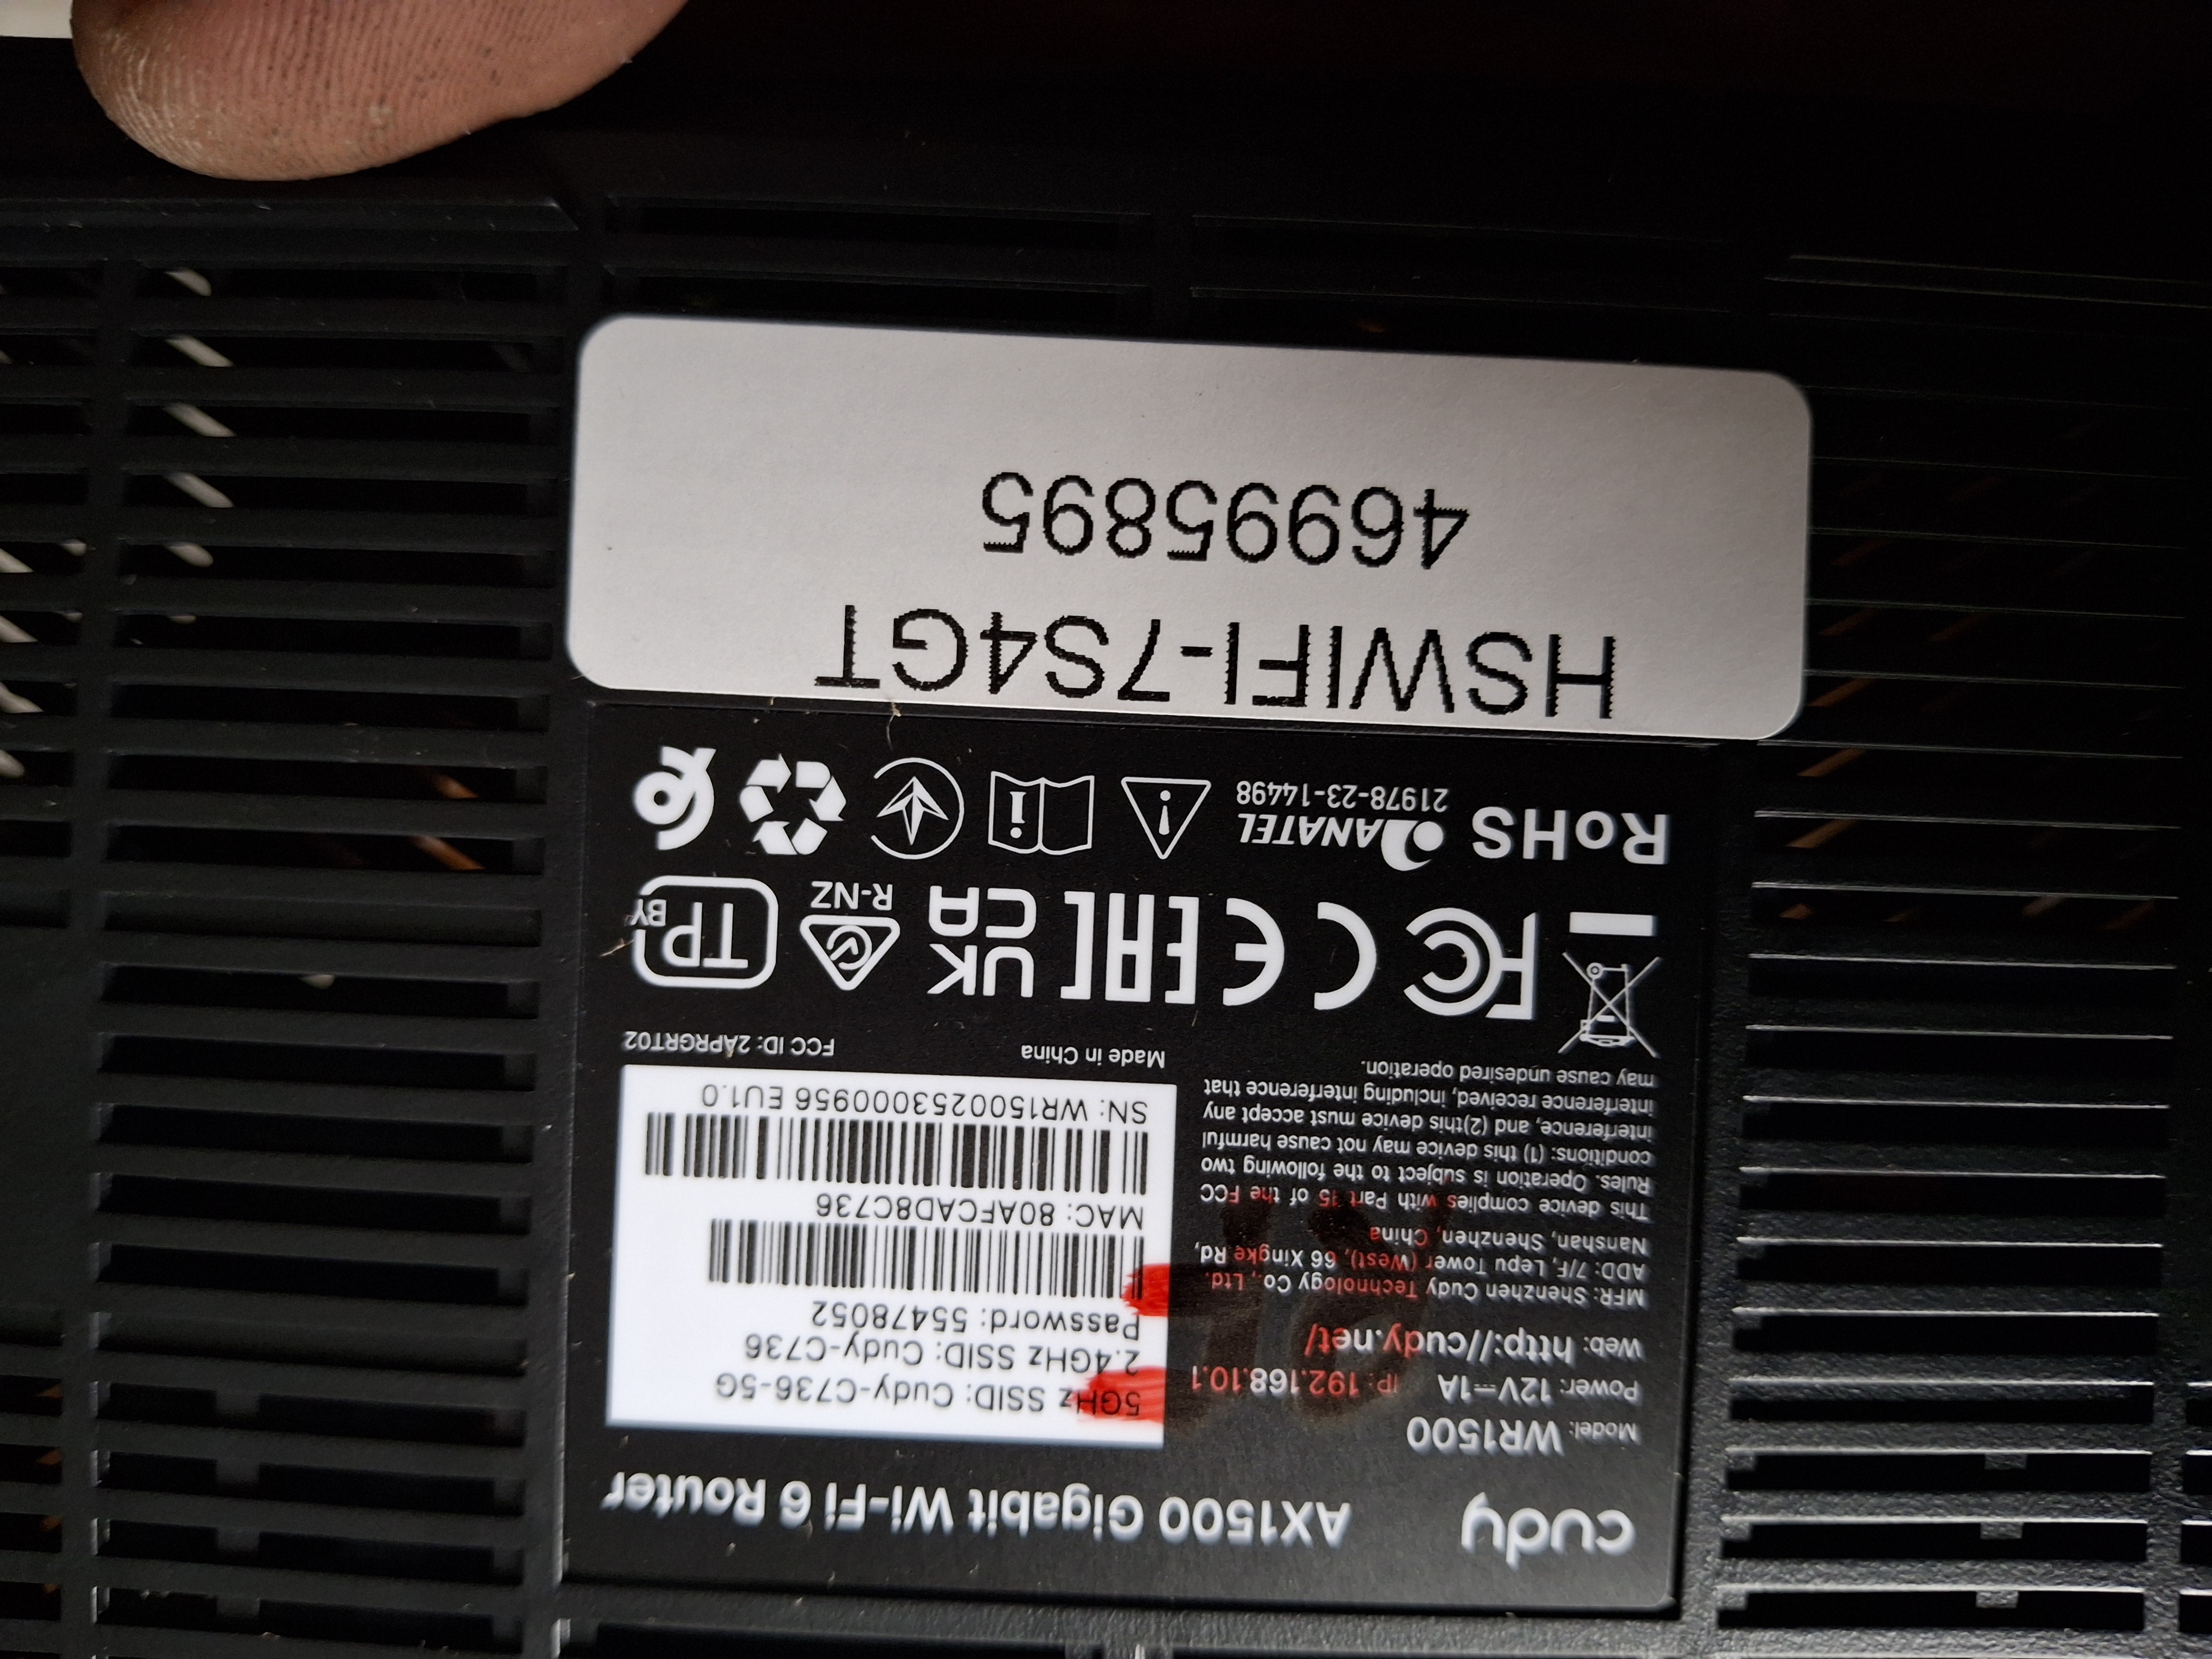 cudy
AX1500 Gigabit Wi-Fi 6 Router
Model: WR1500
Power: 12V⎓1A IP: 192.168.10.1
Web: http://cudy.net/
MFR: Shenzhen Cudy Technology Co., Ltd.
ADD: 7/F, Lepu Tower (West), 66 Xingke Rd,
Nanshan, Shenzhen, China
This device complies with Part 15 of the FCC
Rules. Operation is subject to the following two
conditions: (1) this device may not cause harmful
interference, and (2)this device must accept any
interference received, including interference that
may cause undesired operation.
5GHz SSID: Cudy-C736-5G
2.4GHz SSID: Cudy-C736
Password: 55478052
MAC: 80AFCAD8C736
SN: WR1500253000956 EU1.0
Made in China
FCC ID: 2APRGRT02
FC CE EAC UK CA R-NZ TP BY
RoHS ANATEL
21978-23-14498
HSWIFI-7S4GT
46995895